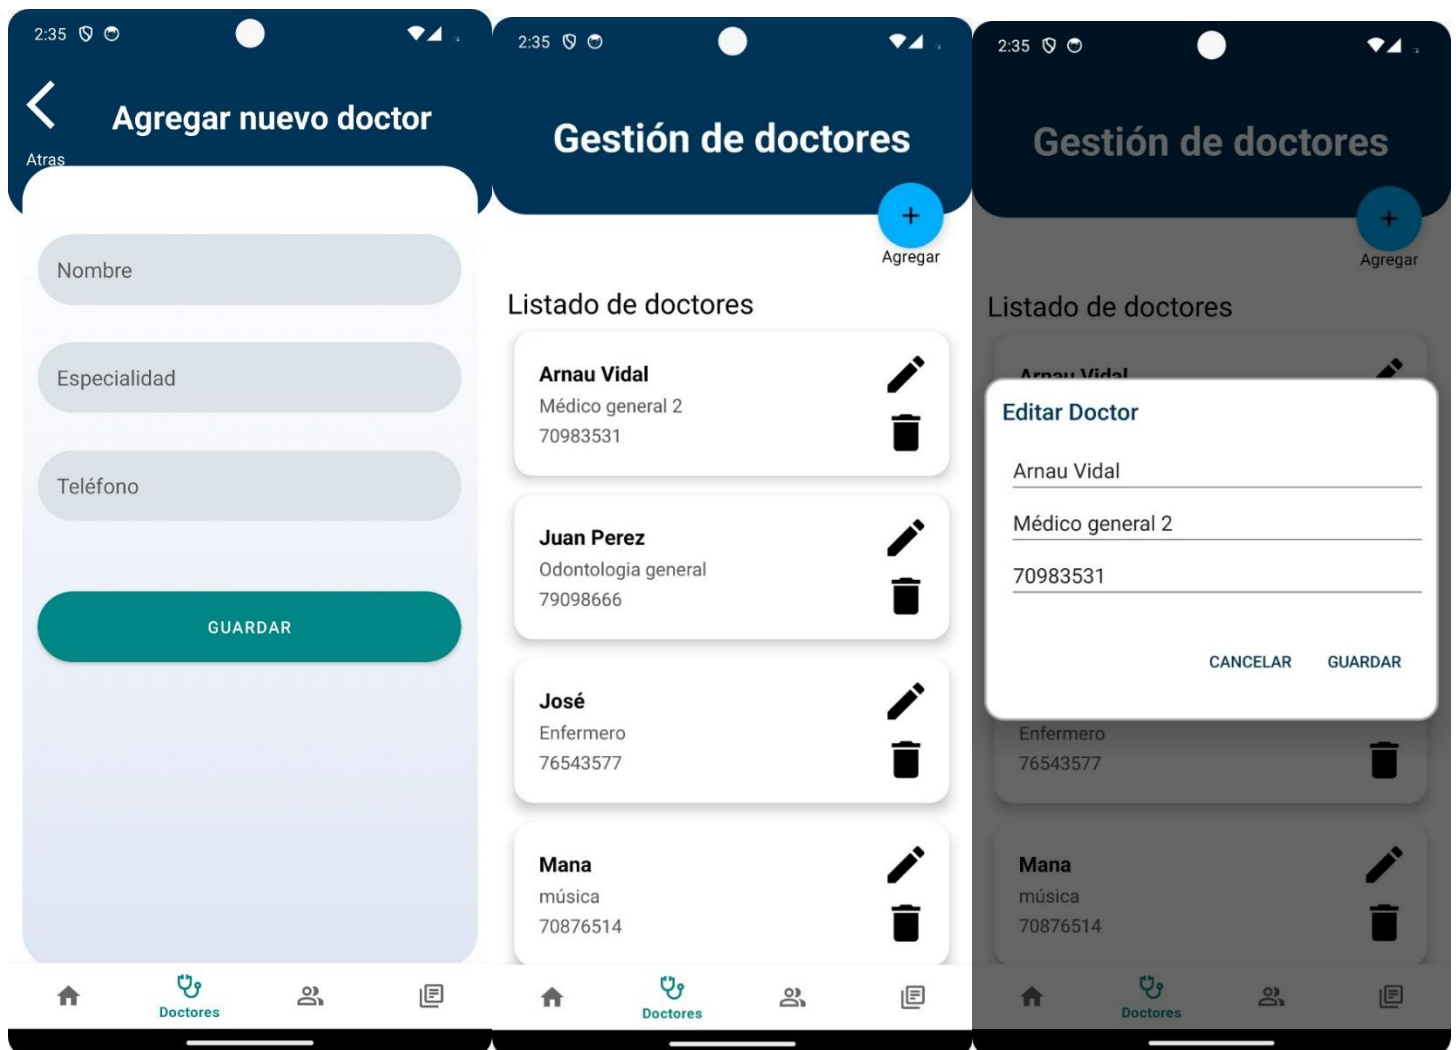 2:35
Agregar nuevo doctor
Atras
Nombre
Especialidad
Teléfono
GUARDAR
Doctores
2:35
Gestión de doctores
+
Agregar
Listado de doctores
Arnau Vidal
Médico general 2
70983531
Juan Perez
Odontologia general
79098666
José
Enfermero
76543577
Mana
música
70876514
Doctores
2:35
Gestión de doctores
+
Agregar
Listado de doctores
Arnau Vidal
Editar Doctor
Arnau Vidal
Médico general 2
70983531
CANCELAR GUARDAR
Enfermero
76543577
Mana
música
70876514
Doctores